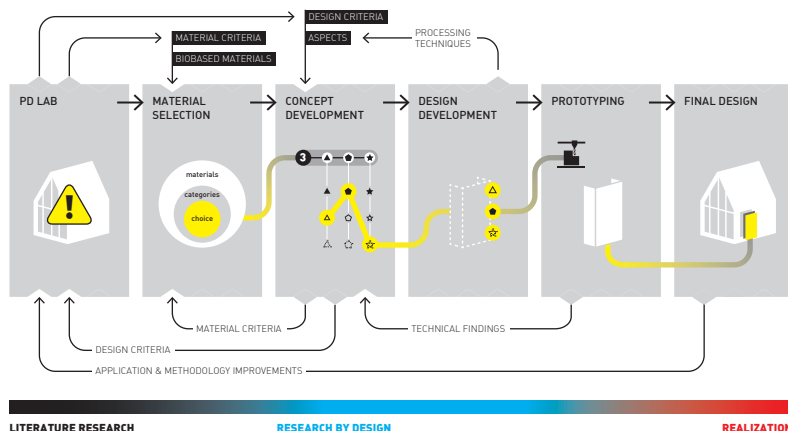 DESIGN CRITERIA
MATERIAL CRITERIA
ASPECTS
PROCESSING
TECHNIQUES
BIOBASED MATERIALS
PD LAB
MATERIAL
SELECTION
CONCEPT
DEVELOPMENT
DESIGN
DEVELOPMENT
PROTOTYPING
FINAL DESIGN
!
3
materials
categories
choice
MATERIAL CRITERIA
TECHNICAL FINDINGS
DESIGN CRITERIA
APPLICATION & METHODOLOGY IMPROVEMENTS
LITERATURE RESEARCH
RESEARCH BY DESIGN
REALIZATION